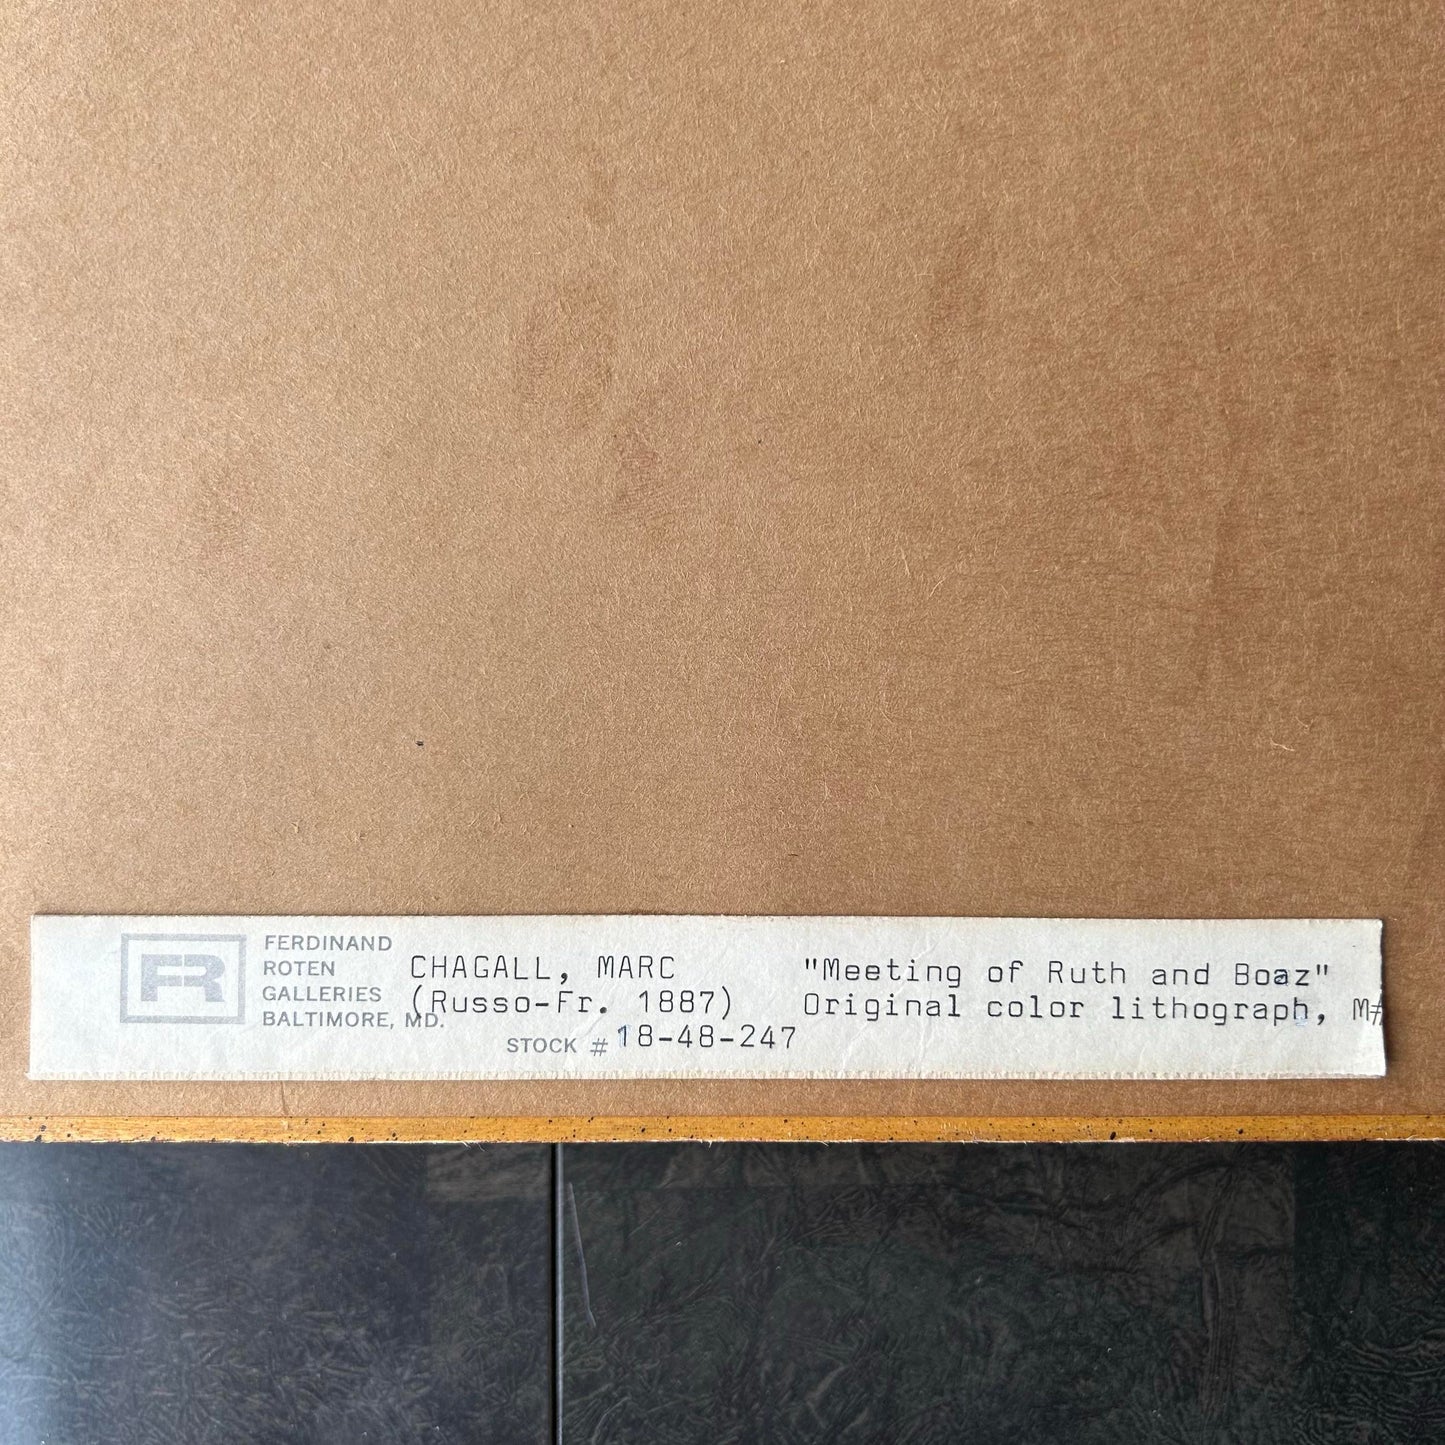 FR
FERDINAND
ROTEN
GALLERIES
BALTIMORE, MD.
CHAGALL, MARC
(Russo-Fr. 1887)
STOCK # 18-48-247
"Meeting of Ruth and Boaz"
Original color lithograph, M#